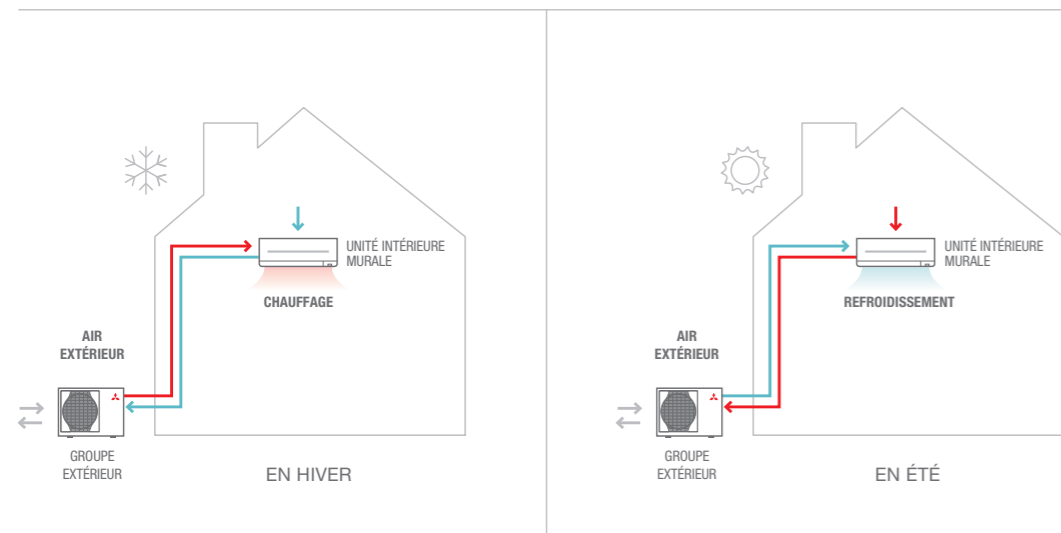 UNITÉ INTÉRIEURE
MURALE
CHAUFFAGE
AIR
EXTÉRIEUR
GROUPE
EXTÉRIEUR
EN HIVER
UNITÉ INTÉRIEURE
MURALE
REFROIDISSEMENT
AIR
EXTÉRIEUR
GROUPE
EXTÉRIEUR
EN ÉTÉ